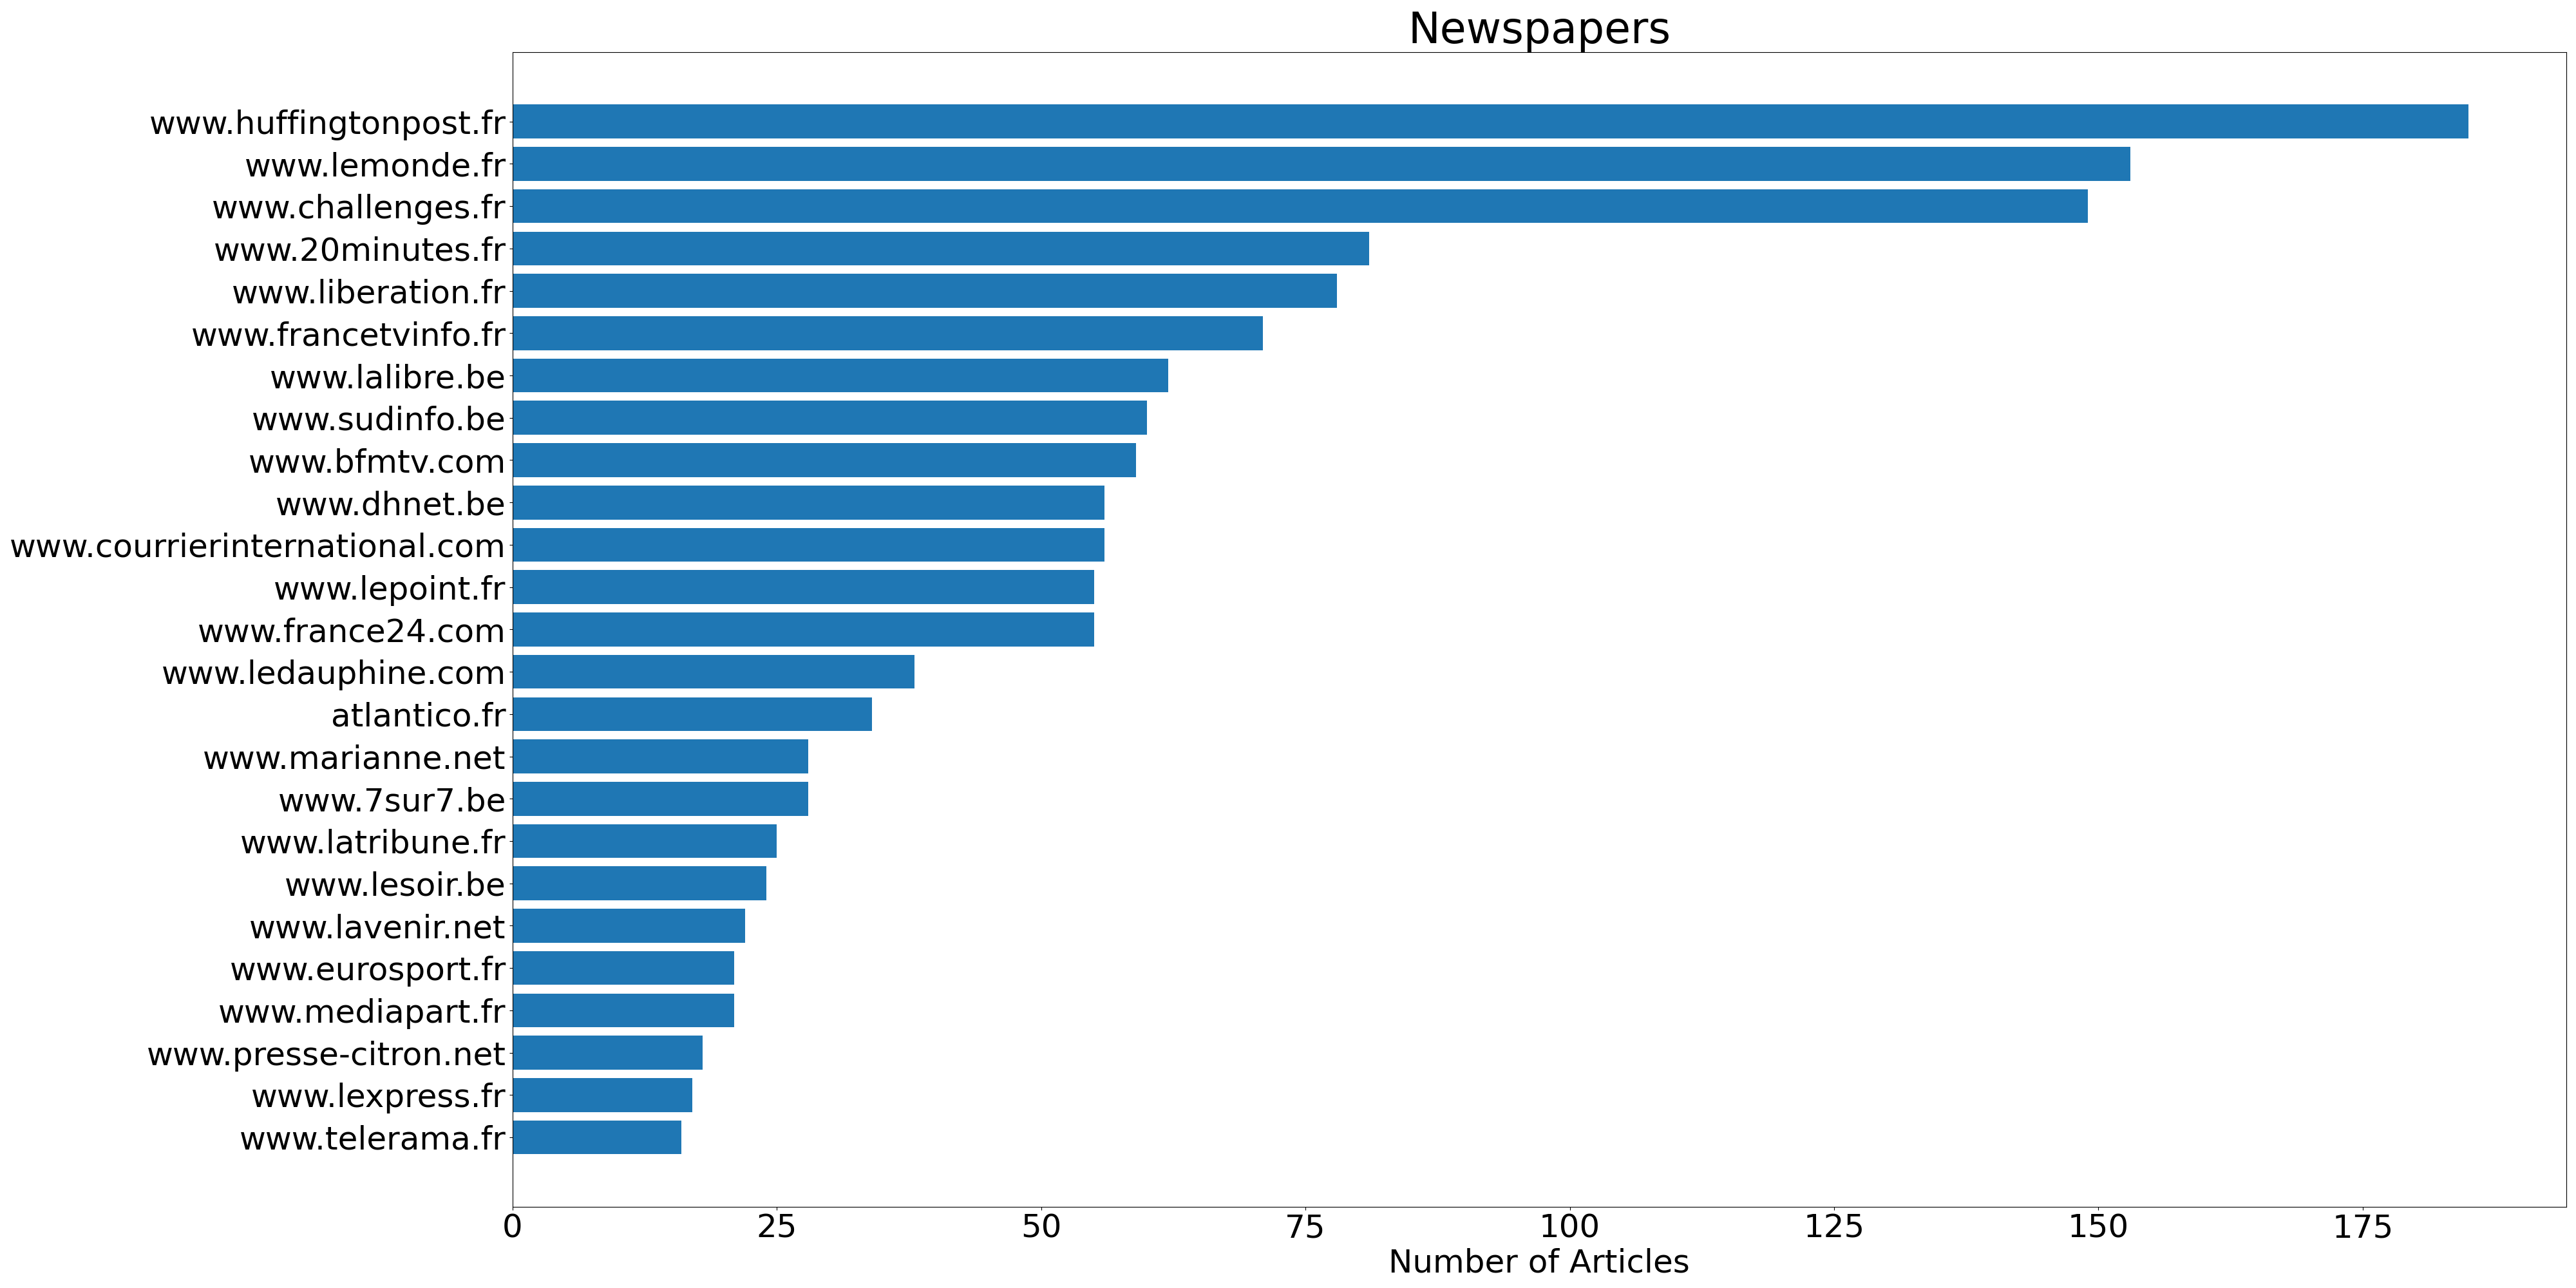 Newspapers
www.huffingtonpost.fr
www.lemonde.fr
www.challenges.fr
www.20minutes.fr
www.liberation.fr
www.francetvinfo.fr
www.lalibre.be
www.sudinfo.be
www.bfmtv.com
www.dhnet.be
www.courrierinternational.com
www.lepoint.fr
www.france24.com
www.ledauphine.com
atlantico.fr
www.marianne.net
www.7sur7.be
www.latribune.fr
www.lesoir.be
www.lavenir.net
www.eurosport.fr
www.mediapart.fr
www.presse-citron.net
www.lexpress.fr
www.telerama.fr
0 25 50 75 100 125 150 175
Number of Articles